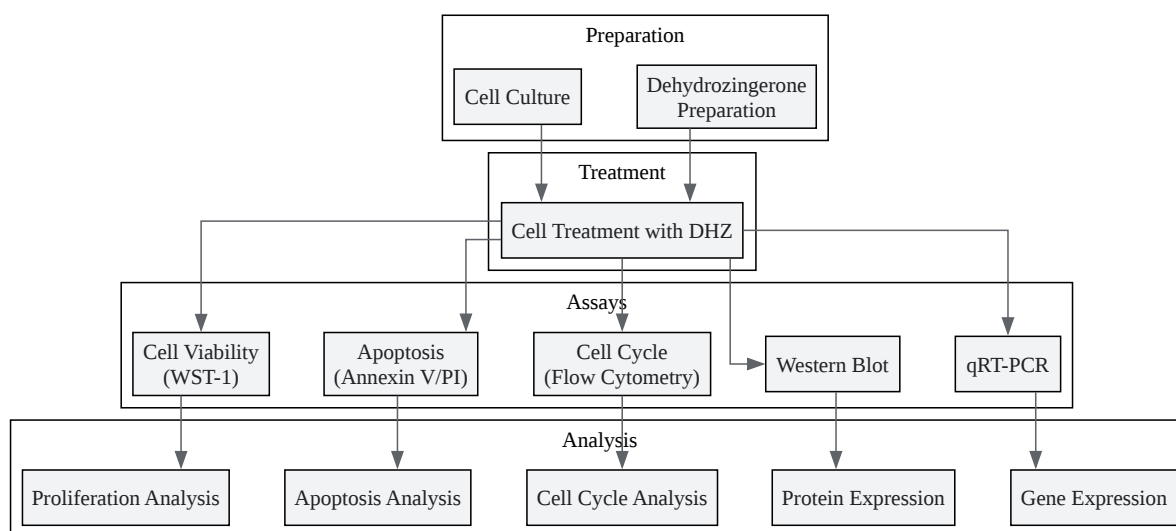 Preparation
Cell Culture
Dehydrozingerone
Preparation
Treatment
Cell Treatment with DHZ
Assays
Cell Viability
(WST-1)
Apoptosis
(Annexin V/PI)
Cell Cycle
(Flow Cytometry)
Western Blot
qRT-PCR
Analysis
Proliferation Analysis
Apoptosis Analysis
Cell Cycle Analysis
Protein Expression
Gene Expression